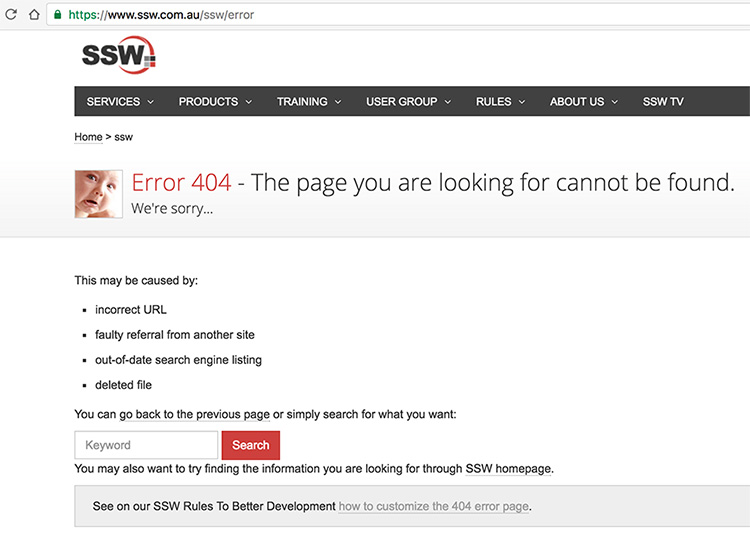 https://www.ssw.com.au/ssw/error
SSW
SERVICES PRODUCTS TRAINING USER GROUP RULES ABOUT US SSW TV
Home > ssw
Error 404 - The page you are looking for cannot be found.
We're sorry...
This may be caused by:
incorrect URL
faulty referral from another site
out-of-date search engine listing
deleted file
You can go back to the previous page or simply search for what you want:
Keyword Search
You may also want to try finding the information you are looking for through SSW homepage.
See on our SSW Rules To Better Development how to customize the 404 error page.